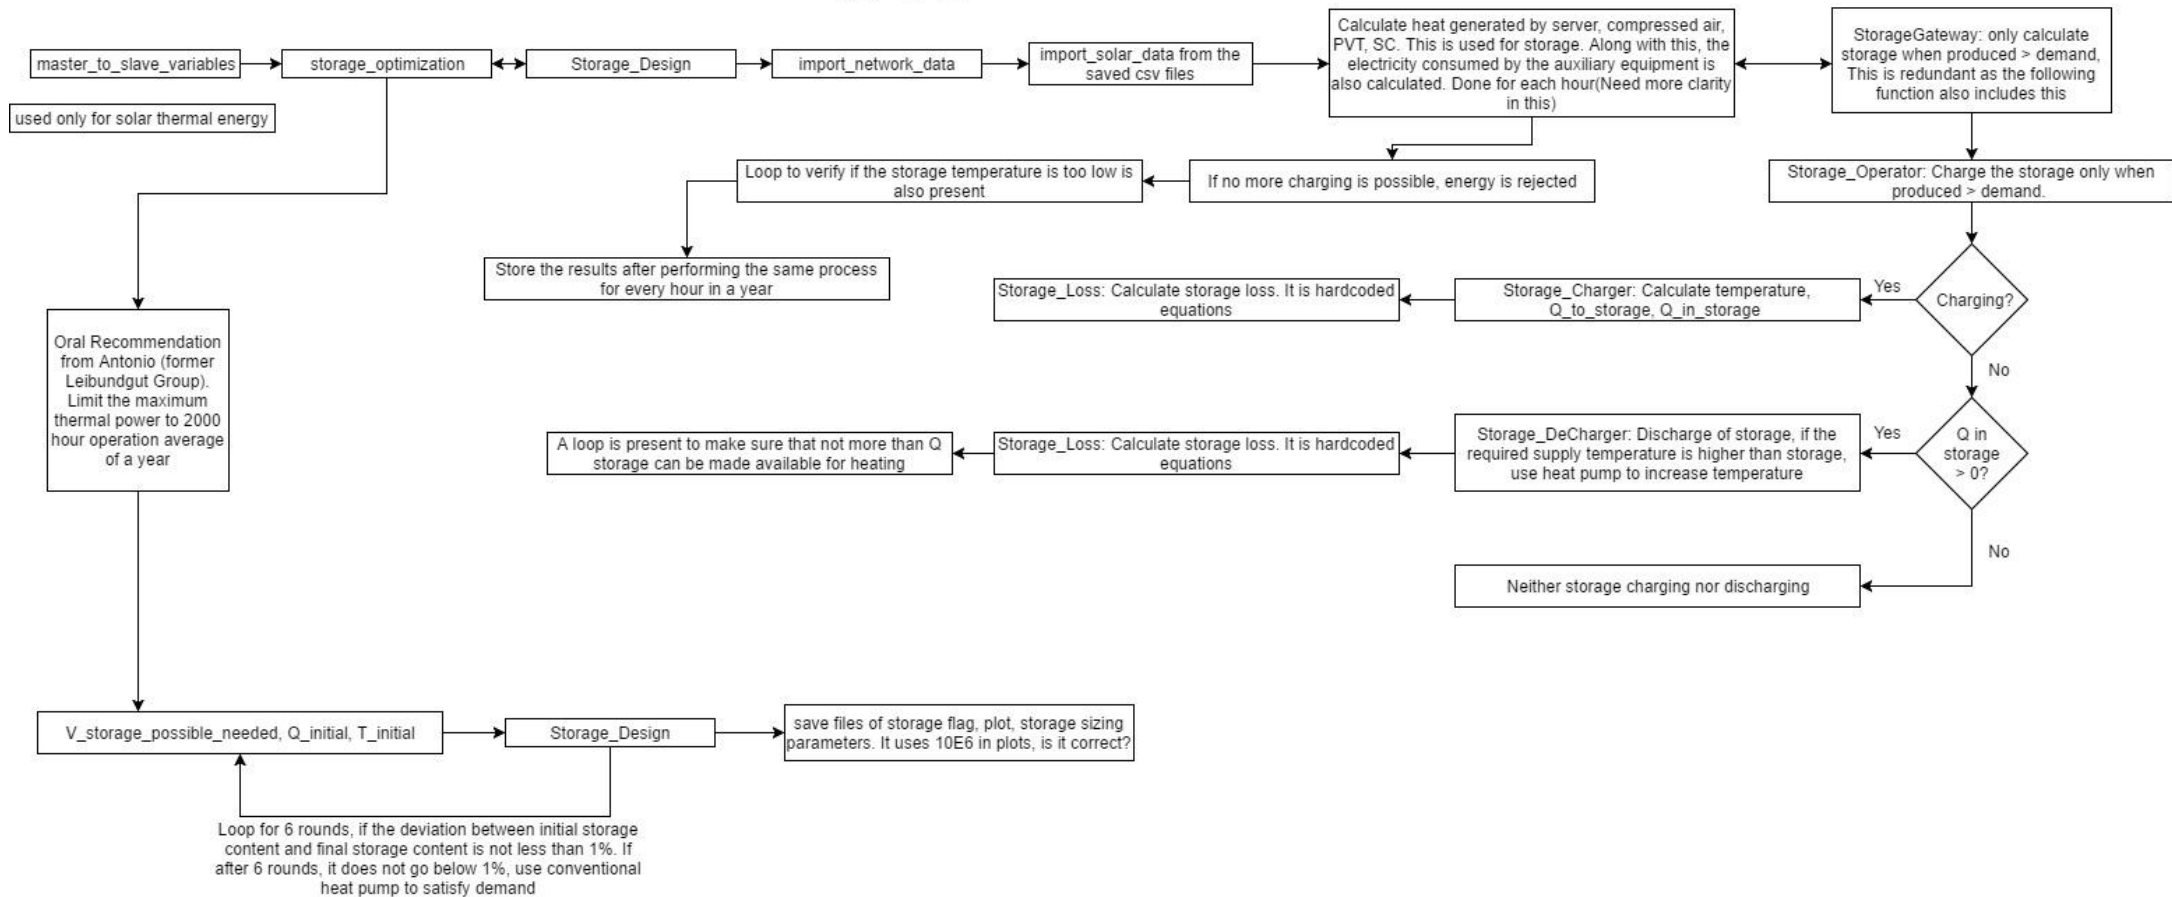 master_to_slave_variables
storage_optimization
Storage_Design
import_network_data
import_solar_data from the
saved csv files
Calculate heat generated by server, compressed air,
PVT, SC. This is used for storage. Along with this, the
electricity consumed by the auxiliary equipment is
also calculated. Done for each hour(Need more clarity
in this)
StorageGateway: only calculate
storage when produced > demand,
This is redundant as the following
function also includes this
used only for solar thermal energy
Loop to verify if the storage temperature is too low is
also present
If no more charging is possible, energy is rejected
Storage_Operator: Charge the storage only when
produced > demand.
Store the results after performing the same process
for every hour in a year
Storage_Loss: Calculate storage loss. It is hardcoded
equations
Storage_Charger: Calculate temperature,
Q_to_storage, Q_in_storage
Yes
Charging?
No
Oral Recommendation
from Antonio (former
Leibundgut Group).
Limit the maximum
thermal power to 2000
hour operation average
of a year
A loop is present to make sure that not more than Q
storage can be made available for heating
Storage_Loss: Calculate storage loss. It is hardcoded
equations
Storage_DeCharger: Discharge of storage, if the
required supply temperature is higher than storage,
use heat pump to increase temperature
Yes
Q in
storage
> 0?
No
Neither storage charging nor discharging
V_storage_possible_needed, Q_initial, T_initial
Storage_Design
save files of storage flag, plot, storage sizing
parameters. It uses 10E6 in plots, is it correct?
Loop for 6 rounds, if the deviation between initial storage
content and final storage content is not less than 1%. If
after 6 rounds, it does not go below 1%, use conventional
heat pump to satisfy demand